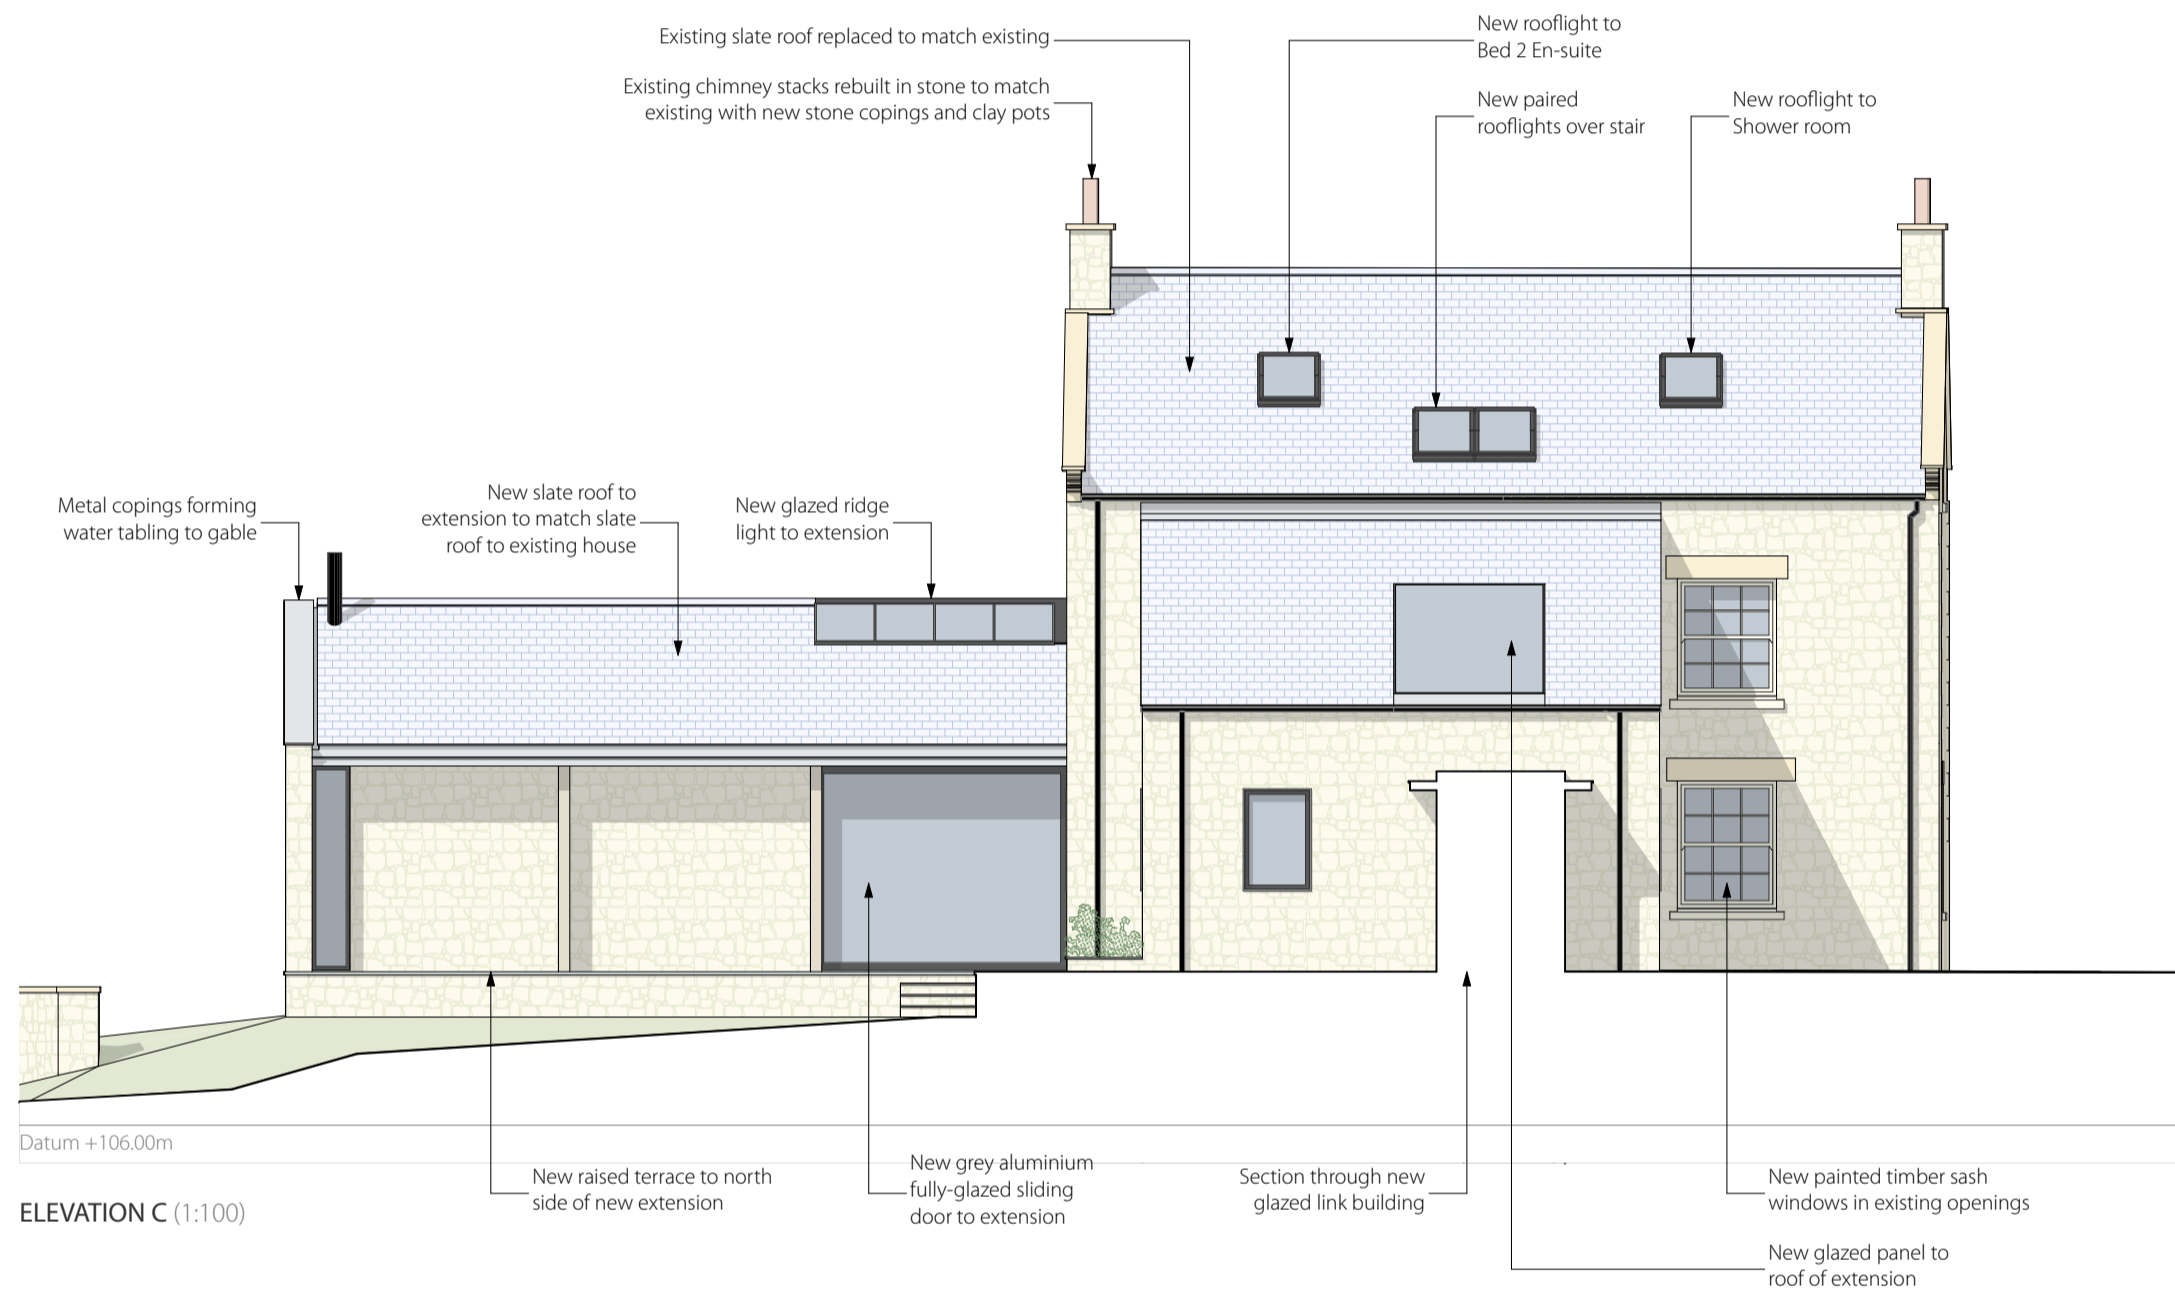 Existing slate roof replaced to match existing
Existing chimney stacks rebuilt in stone to match
existing with new stone copings and clay pots
New rooflight to
Bed 2 En-suite
New paired
rooflights over stair
New rooflight to
Shower room
Metal copings forming
water tabling to gable
New slate roof to
extension to match slate
roof to existing house
New glazed ridge
light to extension
Datum +106.00m
ELEVATION C (1:100)
New raised terrace to north
side of new extension
New grey aluminium
fully-glazed sliding
door to extension
Section through new
glazed link building
New painted timber sash
windows in existing openings
New glazed panel to
roof of extension